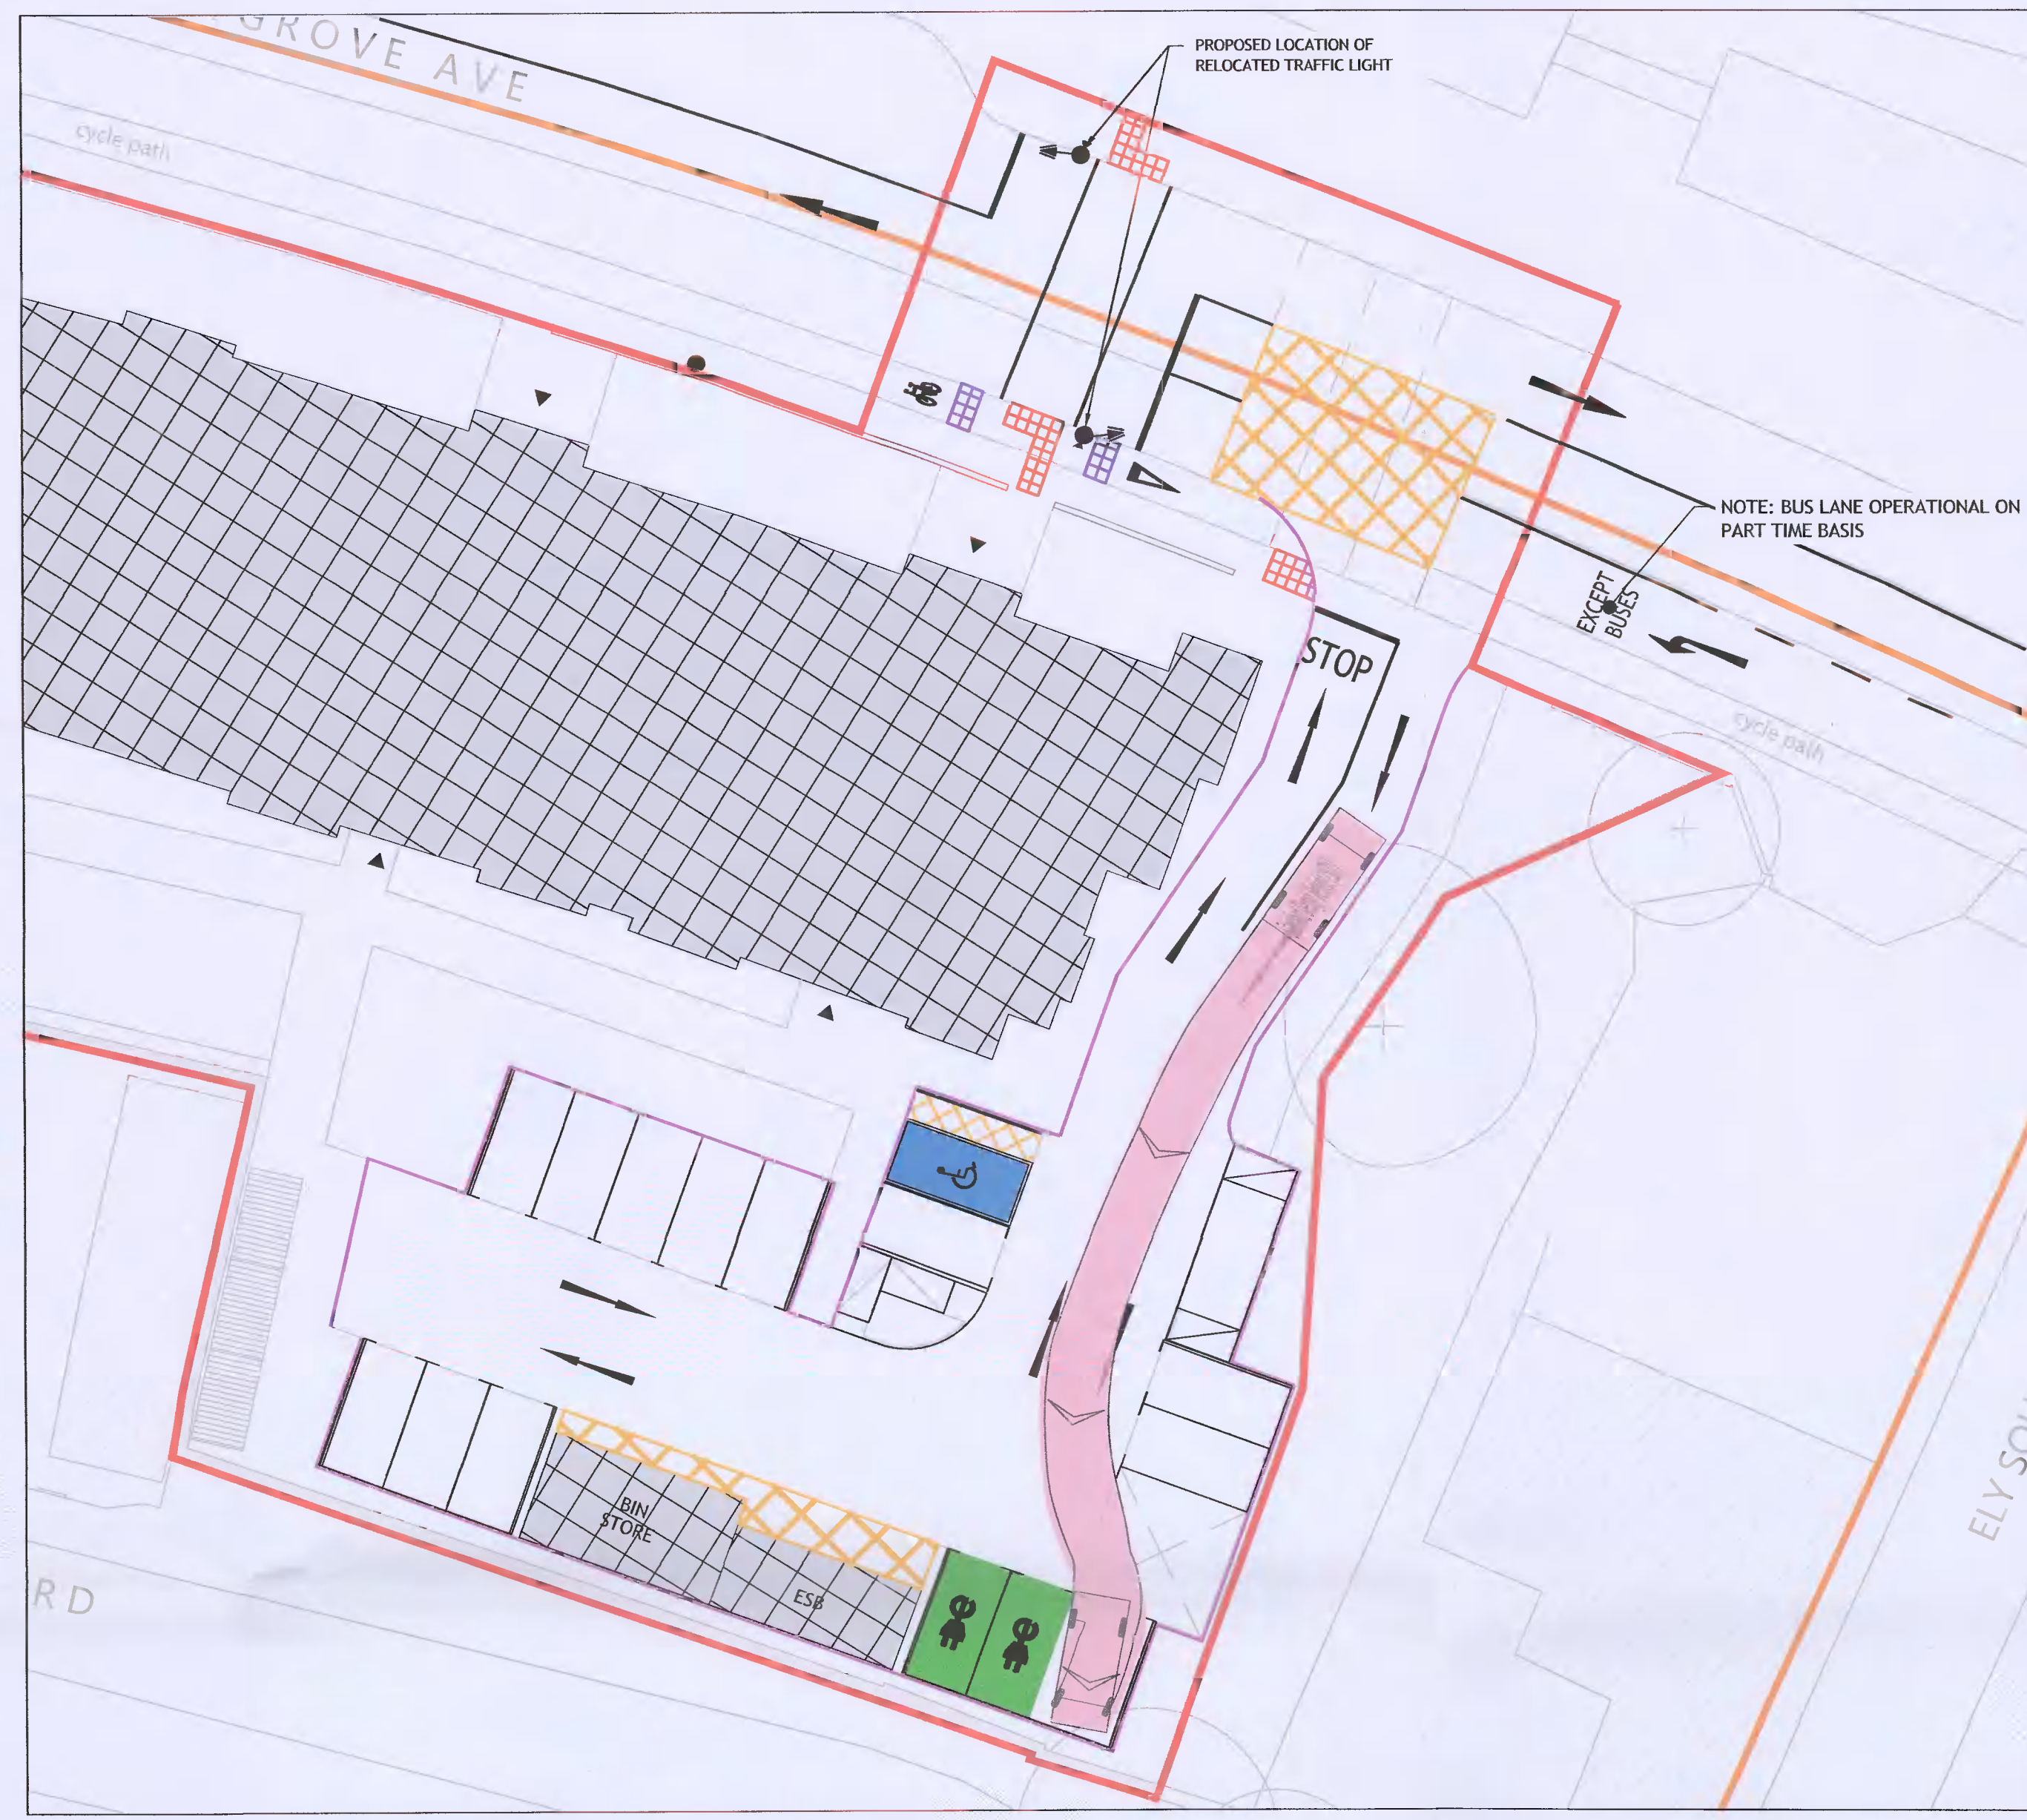 GROVE AVE
PROPOSED LOCATION OF
RELOCATED TRAFFIC LIGHT
cycle path
NOTE: BUS LANE OPERATIONAL ON
PART TIME BASIS
EXCEPT
BUSES
STOP
cycle path
BIN
STORE
ESB
RD
ELY